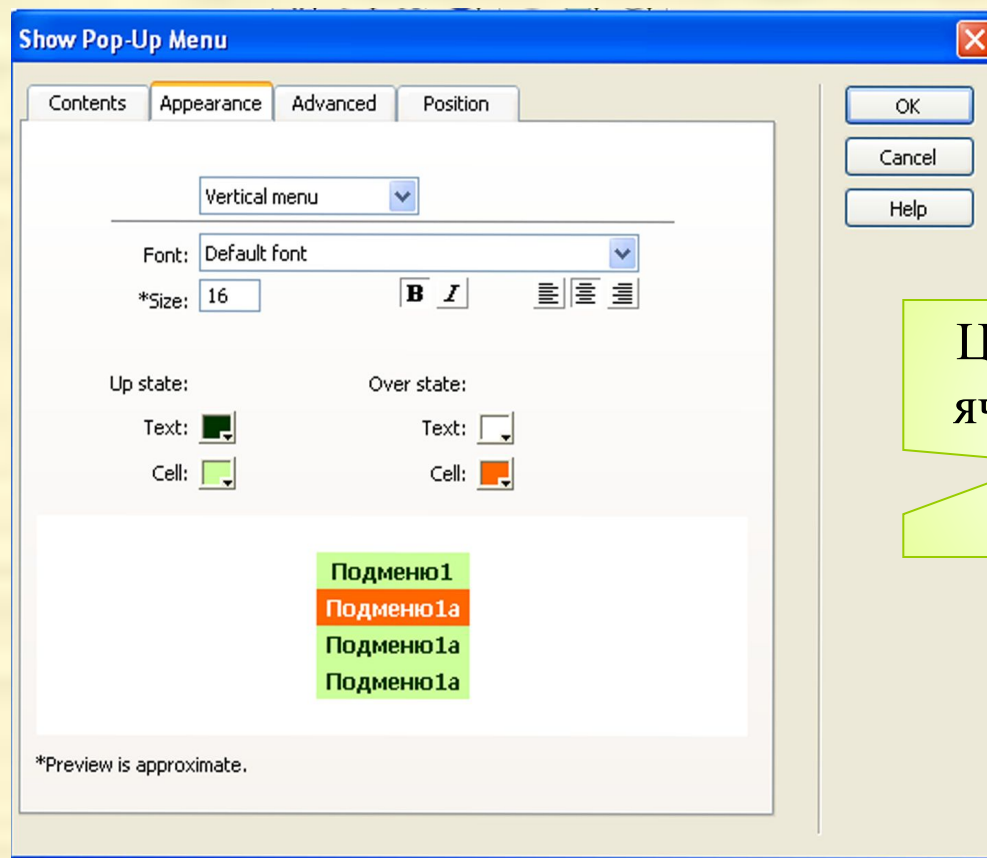 Show Pop-Up Menu
Contents Appearance Advanced Position
OK
Cancel
Help
Vertical menu
Font: Default font
*Size: 16 B I
Up state: Over state:
Text: Text:
Cell: Cell:
Подменю1
Подменю1а
Подменю1а
Подменю1а
*Preview is approximate.